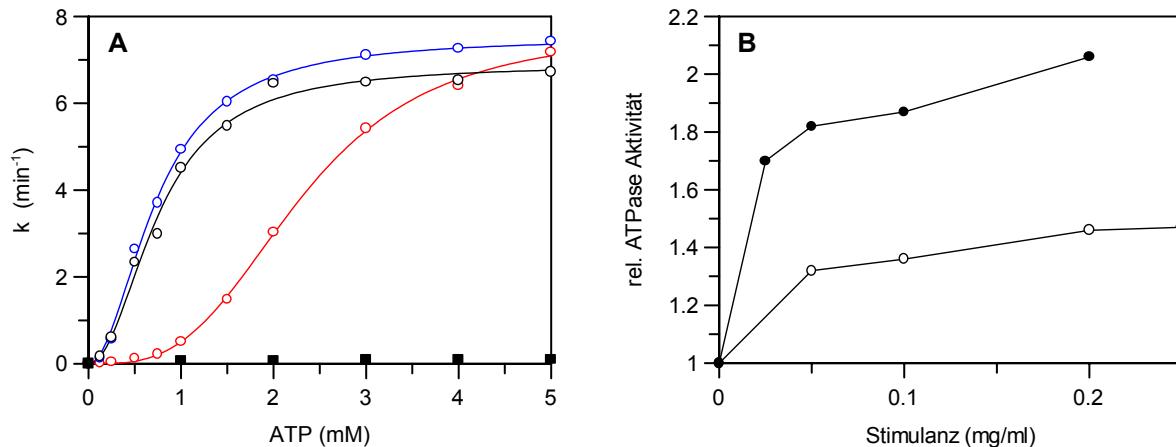 A
8
6
4
2
0
k (min⁻¹)
0 1 2 3 4 5
ATP (mM)
B
2.2
2
1.8
1.6
1.4
1.2
1
rel. ATPase Aktivität
0 0.1 0.2
Stimulanz (mg/ml)